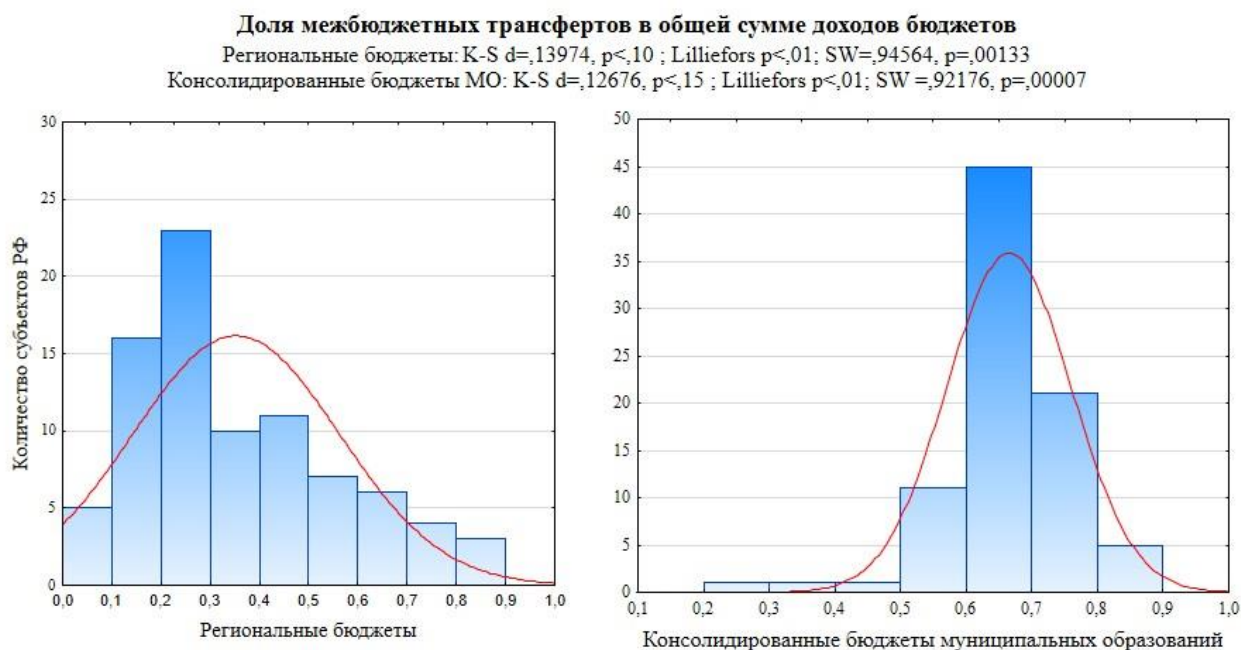 Доля межбюджетных трансфертов в общей сумме доходов бюджетов
Региональные бюджеты: K-S d=,13974, p<,10 ; Lilliefors p<,01; SW=,94564, p=,00133
Консолидированные бюджеты МО: K-S d=,12676, p<,15 ; Lilliefors p<,01; SW =,92176, p=,00007
Количество субъектов РФ
30
25
20
15
10
5
0
0,0 0,1 0,2 0,3 0,4 0,5 0,6 0,7 0,8 0,9 1,0
Региональные бюджеты
50
45
40
35
30
25
20
15
10
5
0
0,1 0,2 0,3 0,4 0,5 0,6 0,7 0,8 0,9 1,0
Консолидированные бюджеты муниципальных образований